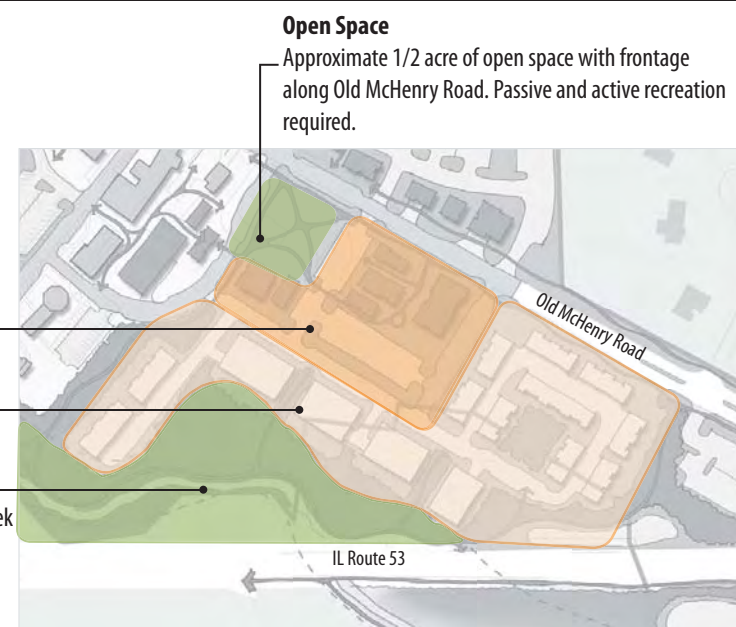 Open Space
Approximate 1/2 acre of open space with frontage
along Old McHenry Road. Passive and active recreation
required.
Old McHenry Road
ek
IL Route 53